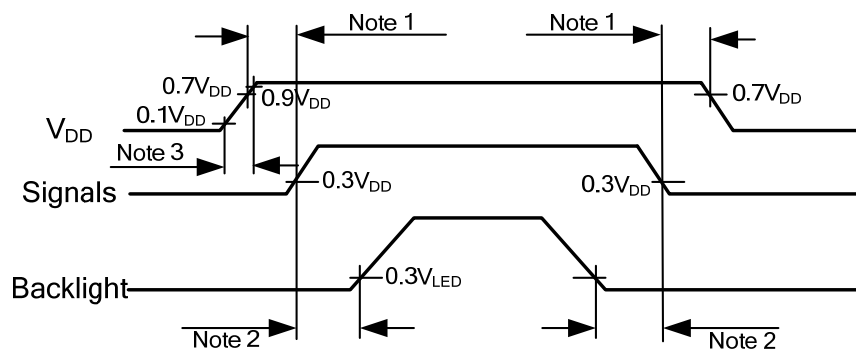 Note 1 Note 1
0.7VDD 0.9VDD 0.7VDD
0.1VDD
VDD
Note 3
Signals 0.3VDD 0.3VDD
Backlight 0.3VLED
Note 2 Note 2